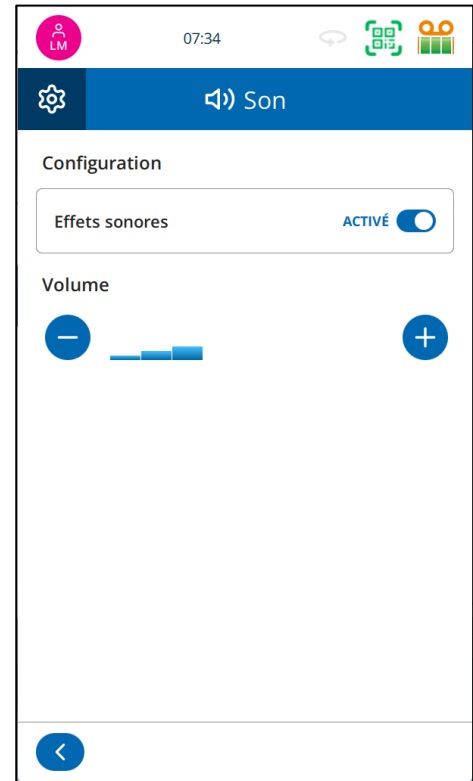 LM
07:34
Son
Configuration
Effets sonores ACTIVÉ
Volume